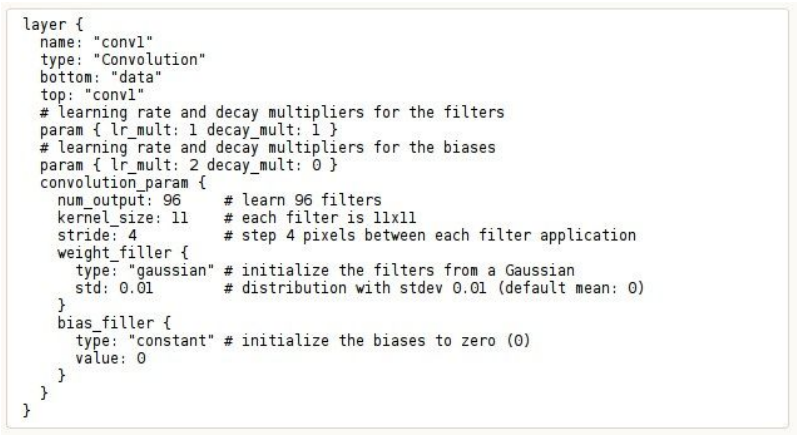 layer {
  name: "conv1"
  type: "Convolution"
  bottom: "data"
  top: "conv1"
  # learning rate and decay multipliers for the filters
  param { lr_mult: 1 decay_mult: 1 }
  # learning rate and decay multipliers for the biases
  param { lr_mult: 2 decay_mult: 0 }
  convolution_param {
    num_output: 96     # learn 96 filters
    kernel_size: 11    # each filter is 11x11
    stride: 4          # step 4 pixels between each filter application
    weight_filler {
      type: "gaussian" # initialize the filters from a Gaussian
      std: 0.01        # distribution with stdev 0.01 (default mean: 0)
    }
    bias_filler {
      type: "constant" # initialize the biases to zero (0)
      value: 0
    }
  }
}